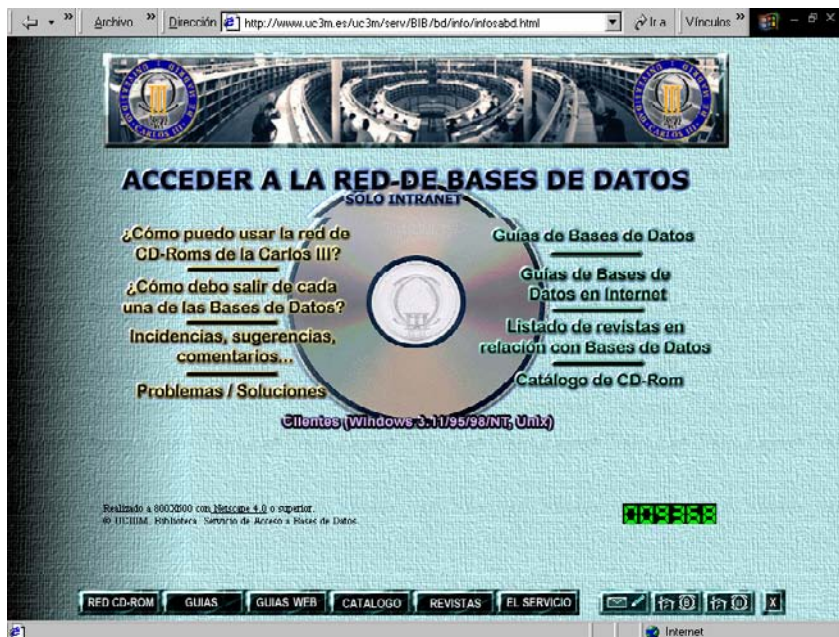 » Archivo » Dirección http://www.uc3m.es/uc3m/serv/BIB/bd/info/infosabd.html Ir a Vínculos »
ACCEDER A LA RED-DE BASES DE DATOS
SÓLO INTRANET
¿Cómo puedo usar la red de
CD-Roms de la Carlos III?
¿Cómo debo salir de cada
una de las Bases de Datos?
Incidencias, sugerencias,
comentarios...
Problemas / Soluciones
Guías de Bases de Datos
Guías de Bases de
Datos en Internet
Listado de revistas en
relación con Bases de Datos
Catálogo de CD-Rom
Clientes (Windows 3.11/95/98/NT, Unix)
Realizado a 800X600 con Netscape 4.0 o superior.
© UCIIIM. Biblioteca. Servicio de Acceso a Bases de Datos.
009368
RED CD-ROM GUIAS GUIAS WEB CATALOGO REVISTAS EL SERVICIO X
Internet